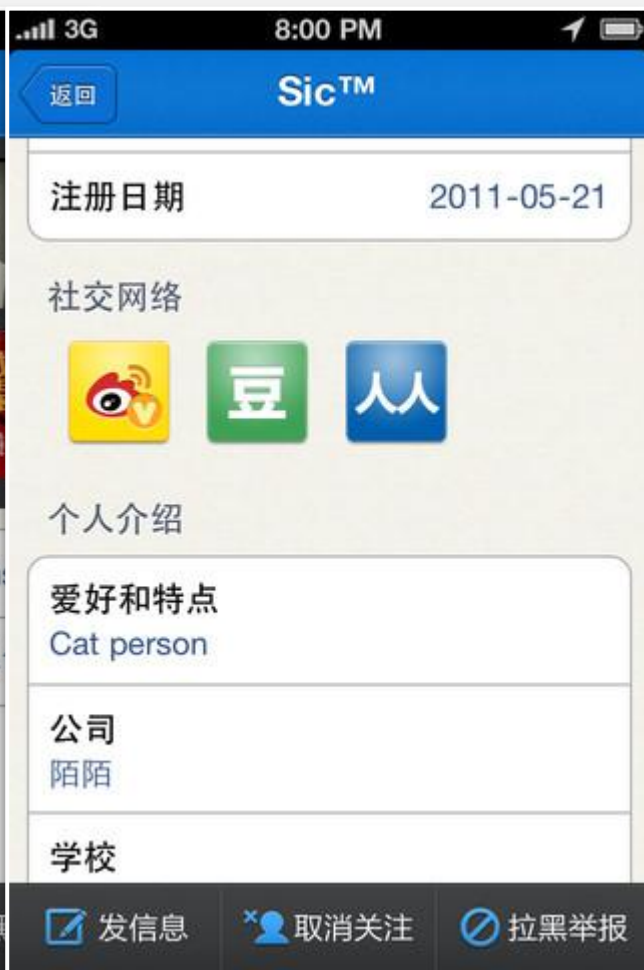 3G 8:00 PM
返回 Sic™
注册日期 2011-05-21
社交网络
豆 人人
个人介绍
爱好和特点
Cat person
公司
陌陌
学校
发信息 取消关注 拉黑举报